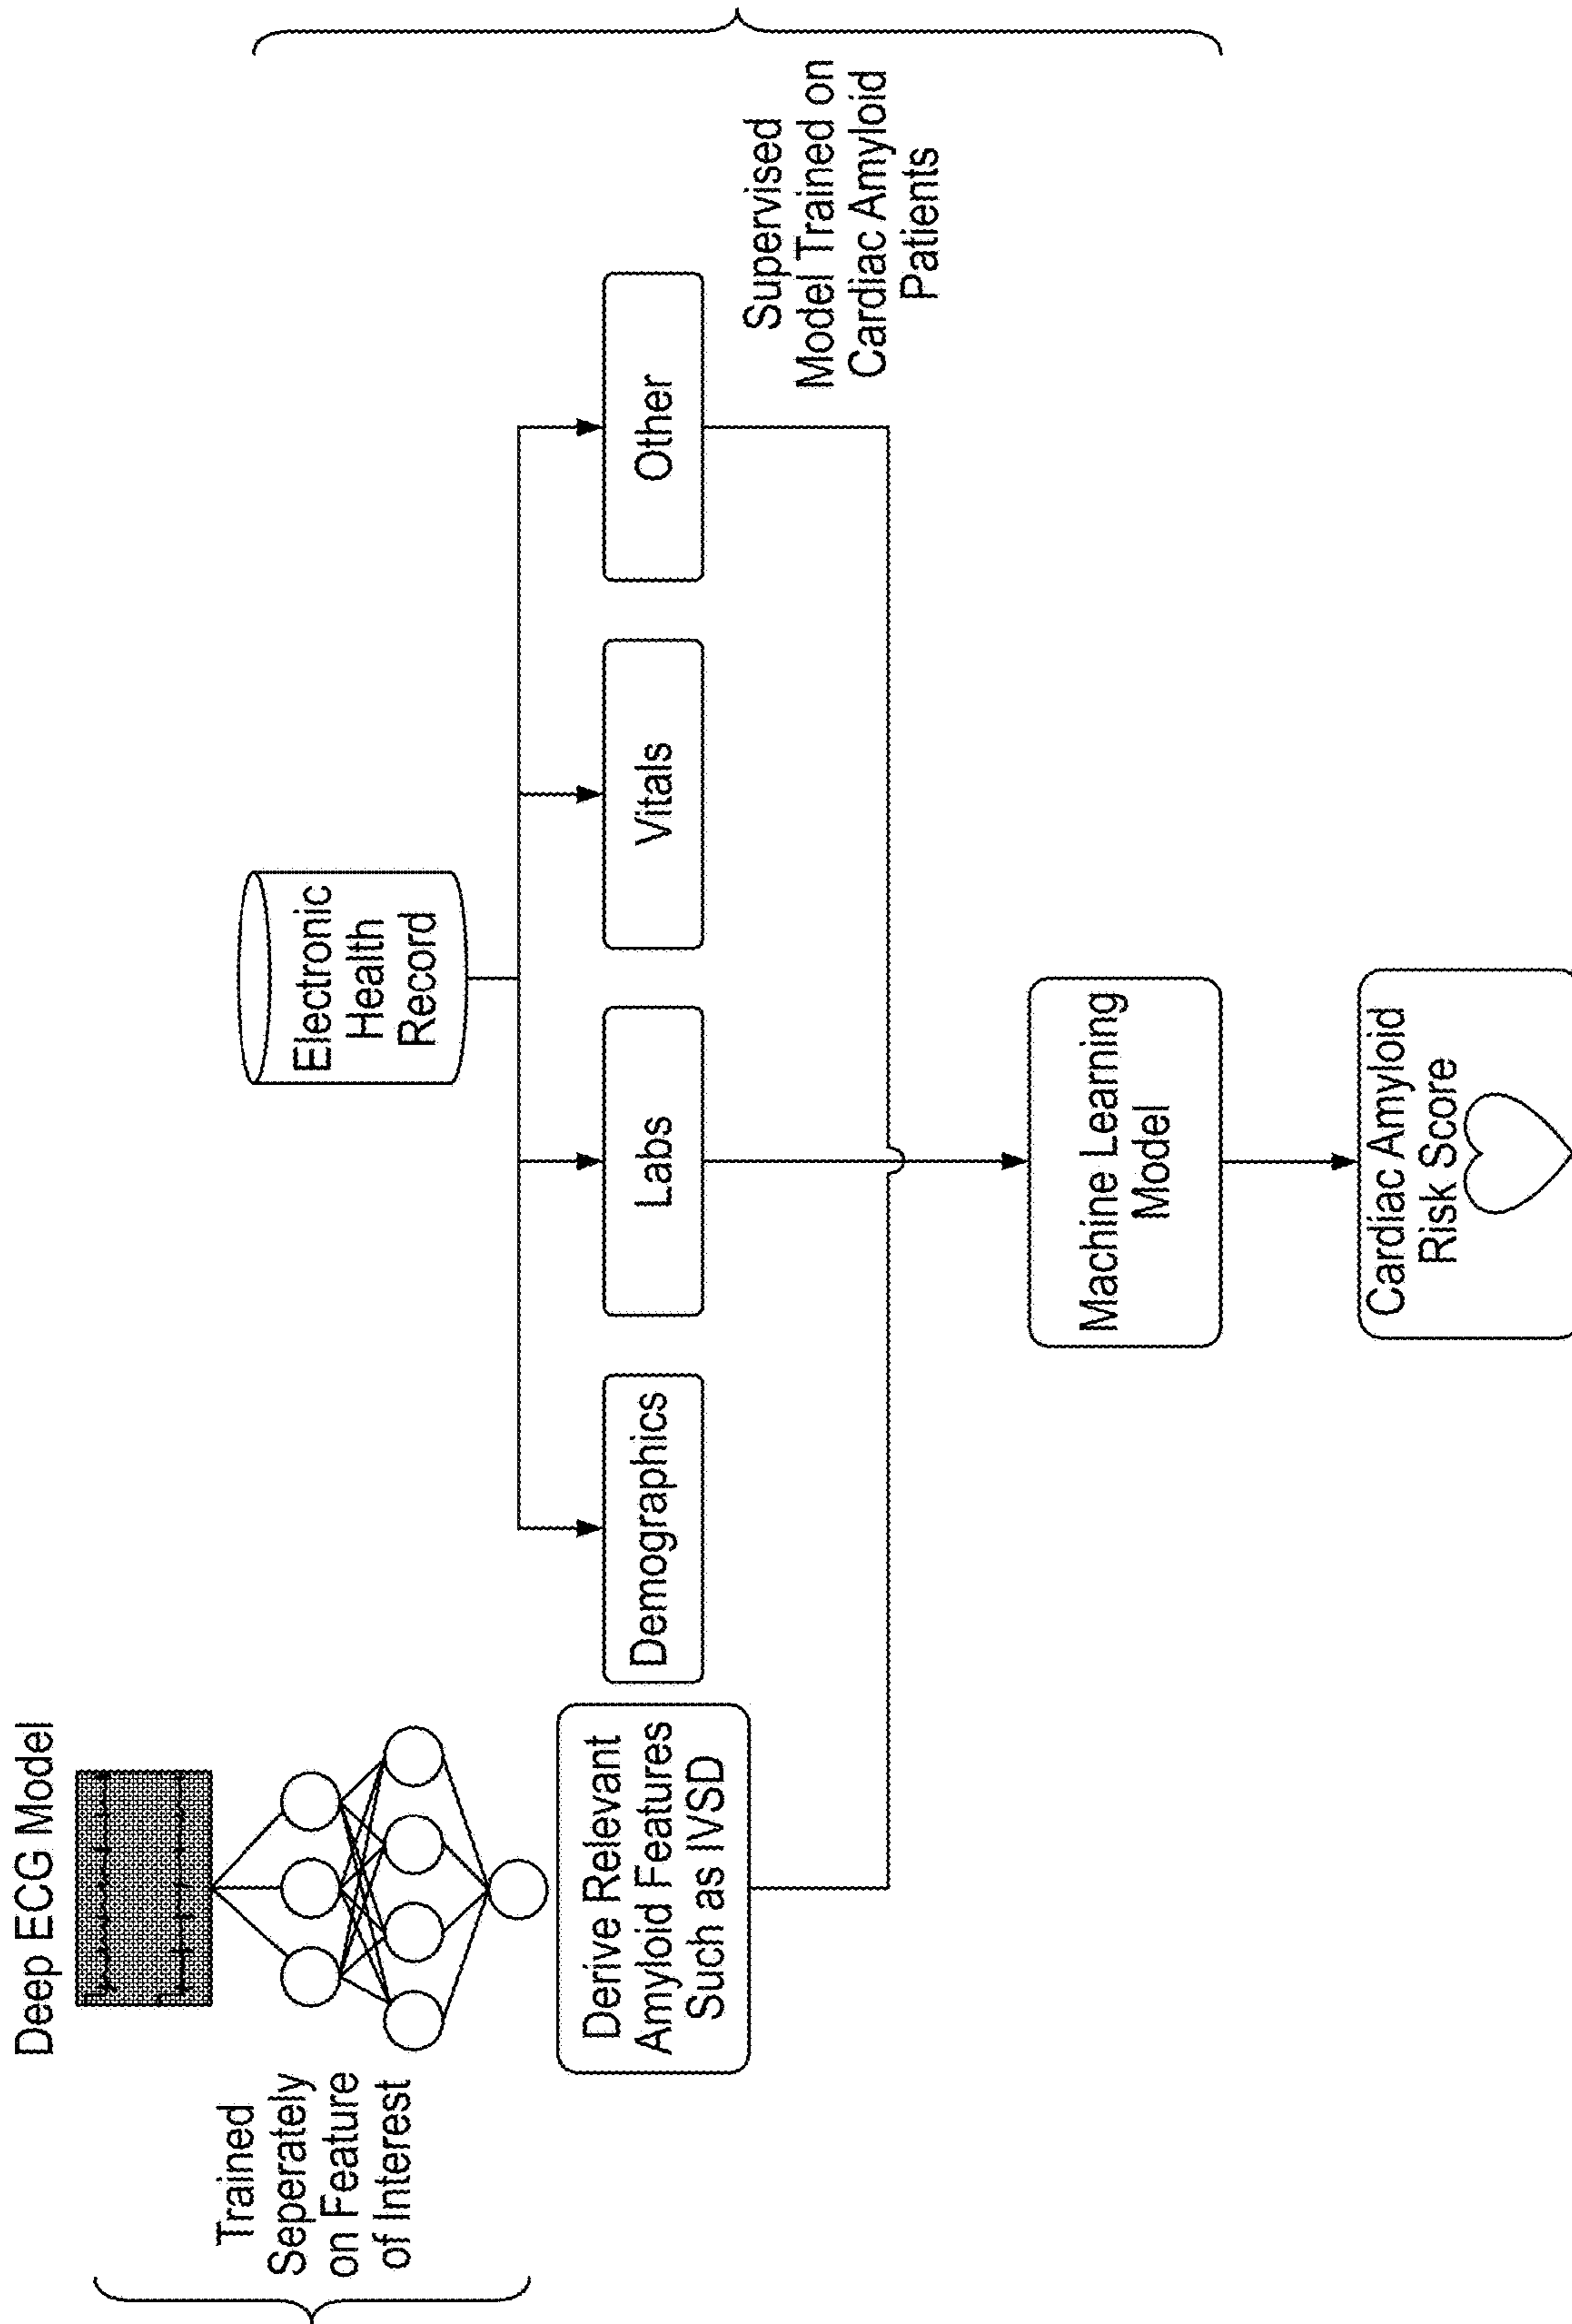 Deep ECG Model
Trained
Seperately
on Feature
of Interest
Derive Relevant
Amyloid Features
Such as IVSD
Electronic
Health
Record
Demographics
Labs
Vitals
Other
Supervised
Model Trained on
Cardiac Amyloid
Patients
Machine Learning
Model
Cardiac Amyloid
Risk Score